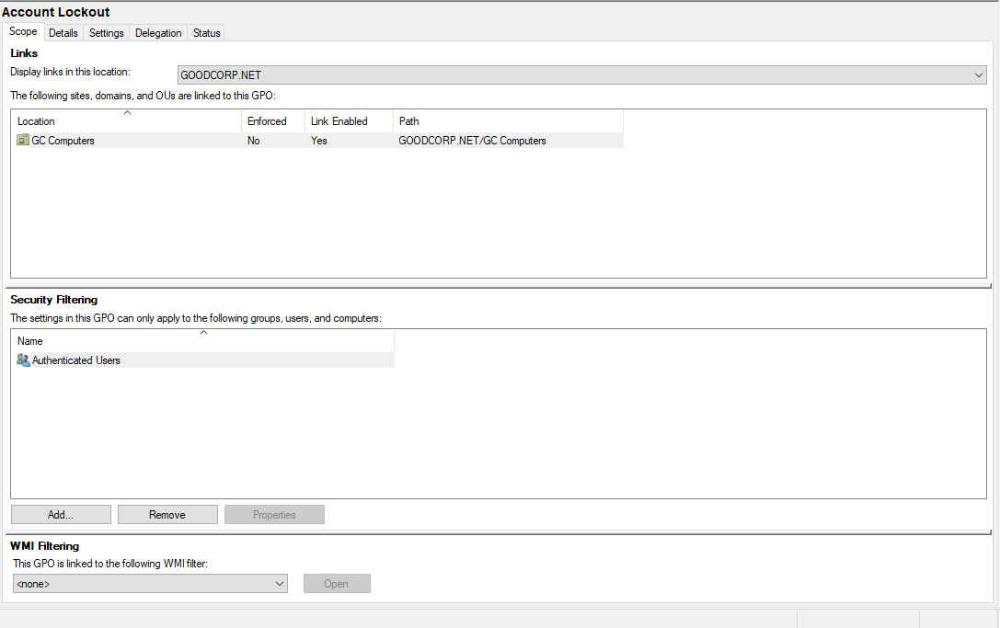 Account Lockout
Scope Details Settings Delegation Status
Links
Display links in this location: GOODCORP.NET
The following sites, domains, and OUs are linked to this GPO:
Location Enforced Link Enabled Path
GC Computers No Yes GOODCORP.NET/GC Computers
Security Filtering
The settings in this GPO can only apply to the following groups, users, and computers:
Name
Authenticated Users
Add... Remove Properties
WMI Filtering
This GPO is linked to the following WMI filter:
<none> Open